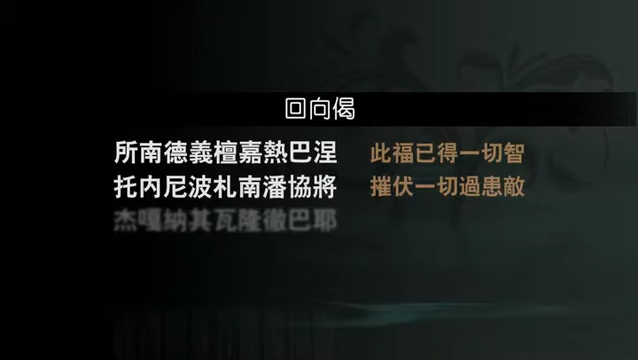 回向偈
所南德義檀嘉熱巴涅 此福已得一切智
托内尼波札南潘協將 摧伏一切過患敵
杰嘎納其瓦隆徹巴耶